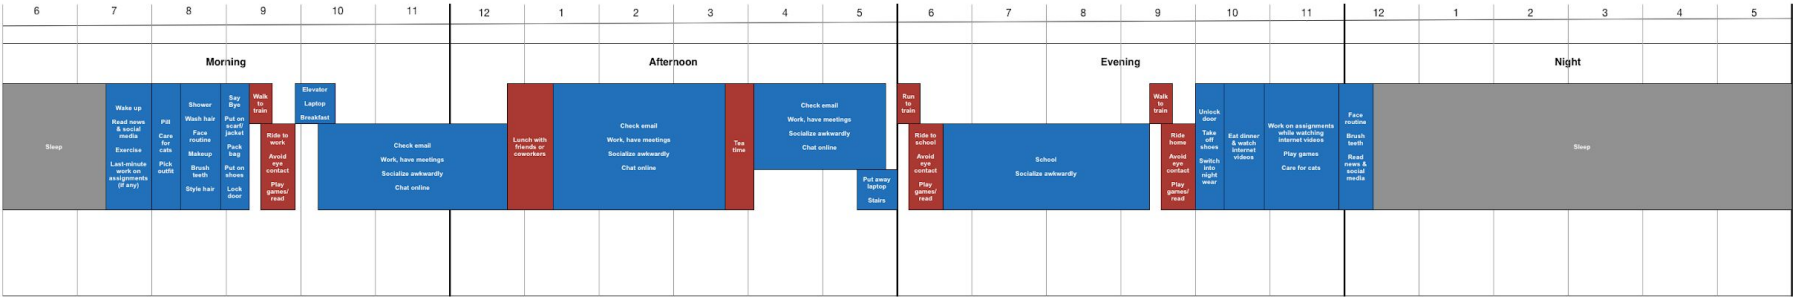 6 7 8 9 10 11 12 1 2 3 4 5 6 7 8 9 10 11 12 1 2 3 4 5
Morning Afternoon Evening Night
Sleep
Wake up
Read news
& social
media
Exercise
Last-minute
work on
assignments
(if any)
Pill
Care
for
cats
Pick
outfit
Shower
Wash hair
Face
routine
Makeup
Brush
teeth
Style hair
Say
Bye
Put on
scarf/
jacket
Pack
bag
Put on
shoes
Lock
door
Walk
to
train
Ride to
work
Avoid
eye
contact
Play
games/
read
Elevator
Laptop
Breakfast
Check email
Work, have meetings
Socialize awkwardly
Chat online
Lunch with
friends or
coworkers
Check email
Work, have meetings
Socialize awkwardly
Chat online
Tea
time
Check email
Work, have meetings
Socialize awkwardly
Chat online
Put away
laptop
Stairs
Run
to
train
Ride to
school
Avoid
eye
contact
Play
games/
read
School
Socialize awkwardly
Walk
to
train
Ride
home
Avoid
eye
contact
Play
games/
read
Unlock
door
Take
off
shoes
Switch
into
night
wear
Eat dinner
& watch
internet
videos
Work on assignments
while watching
internet videos
Play games
Care for cats
Face
routine
Brush
teeth
Read
news &
social
media
Sleep